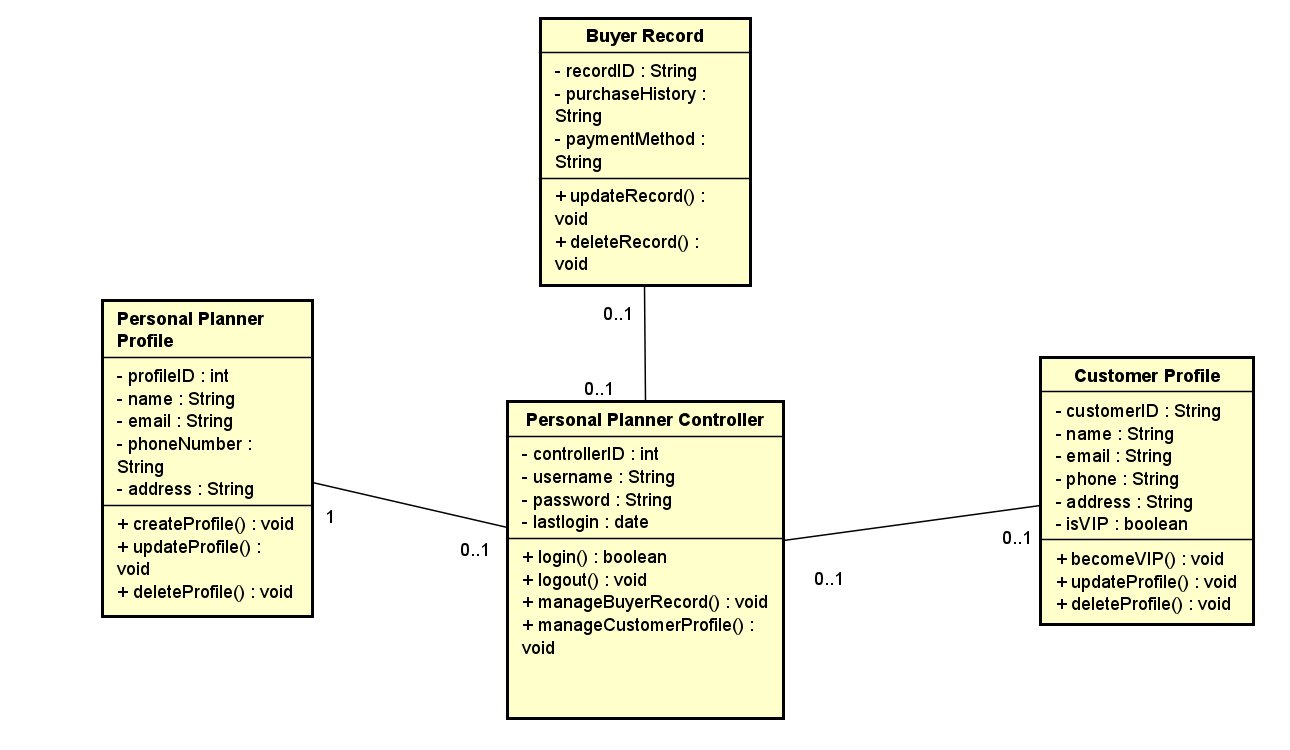 Buyer Record
- recordID : String
- purchaseHistory :
String
- paymentMethod :
String
+ updateRecord() :
void
+ deleteRecord() :
void
0..1
0..1
Personal Planner
Profile
- profileID : int
- name : String
- email : String
- phoneNumber :
String
- address : String
+ createProfile() : void
+ updateProfile() :
void
+ deleteProfile() : void
1
0..1
Personal Planner Controller
- controllerID : int
- username : String
- password : String
- lastlogin : date
+ login() : boolean
+ logout() : void
+ manageBuyerRecord() : void
+ manageCustomerProfile() :
void
0..1
0..1
Customer Profile
- customerID : String
- name : String
- email : String
- phone : String
- address : String
- isVIP : boolean
+ becomeVIP() : void
+ updateProfile() : void
+ deleteProfile() : void